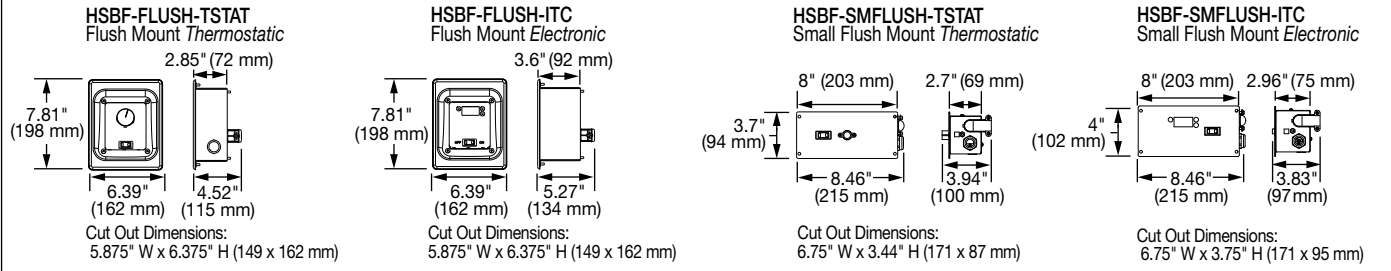 HSBF-FLUSH-TSTAT
Flush Mount Thermostatic
2.85" (72 mm)
7.81"
(198 mm)
6.39"
(162 mm)
4.52"
(115 mm)
Cut Out Dimensions:
5.875" W x 6.375" H (149 x 162 mm)
HSBF-FLUSH-ITC
Flush Mount Electronic
3.6" (92 mm)
7.81"
(198 mm)
OFF
ON
6.39"
(162 mm)
5.27"
(134 mm)
Cut Out Dimensions:
5.875" W x 6.375" H (149 x 162 mm)
HSBF-SMFLUSH-TSTAT
Small Flush Mount Thermostatic
8" (203 mm)
2.7" (69 mm)
3.7"
(94 mm)
8.46"
(215 mm)
3.94"
(100 mm)
Cut Out Dimensions:
6.75" W x 3.44" H (171 x 87 mm)
HSBF-SMFLUSH-ITC
Small Flush Mount Electronic
8" (203 mm)
2.96" (75 mm)
4"
(102 mm)
8.46"
(215 mm)
3.83"
(97mm)
Cut Out Dimensions:
6.75" W x 3.75" H (171 x 95 mm)